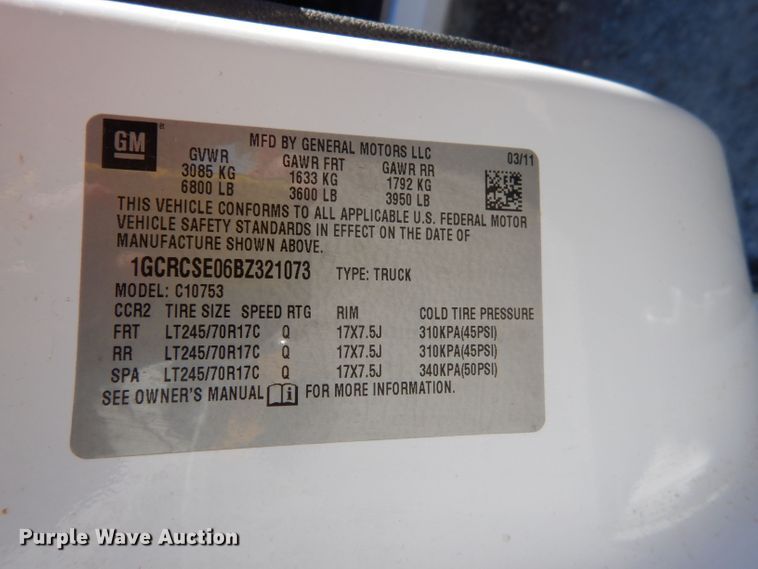 GM
MFD BY GENERAL MOTORS LLC 03/11
GVWR GAWR FRT GAWR RR
3085 KG 1633 KG 1792 KG
6800 LB 3600 LB 3950 LB
THIS VEHICLE CONFORMS TO ALL APPLICABLE U.S. FEDERAL MOTOR
VEHICLE SAFETY STANDARDS IN EFFECT ON THE DATE OF
MANUFACTURE SHOWN ABOVE.
1GCRCSE06BZ321073 TYPE: TRUCK
MODEL: C10753
CCR2 TIRE SIZE SPEED RTG RIM COLD TIRE PRESSURE
FRT LT245/70R17C Q 17X7.5J 310KPA(45PSI)
RR LT245/70R17C Q 17X7.5J 310KPA(45PSI)
SPA LT245/70R17C Q 17X7.5J 340KPA(50PSI)
SEE OWNER'S MANUAL i FOR MORE INFORMATION.
Purple Wave Auction